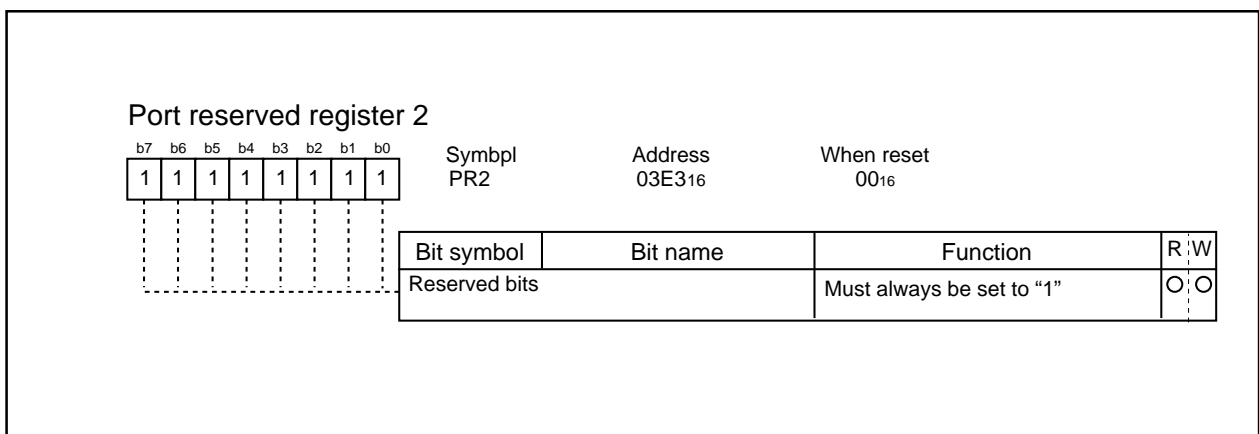 Port reserved register 2
b7 b6 b5 b4 b3 b2 b1 b0
1 1 1 1 1 1 1 1
Symbpl Address When reset
PR2 03E316 0016
Bit symbol Bit name Function R W
Reserved bits Must always be set to “1”